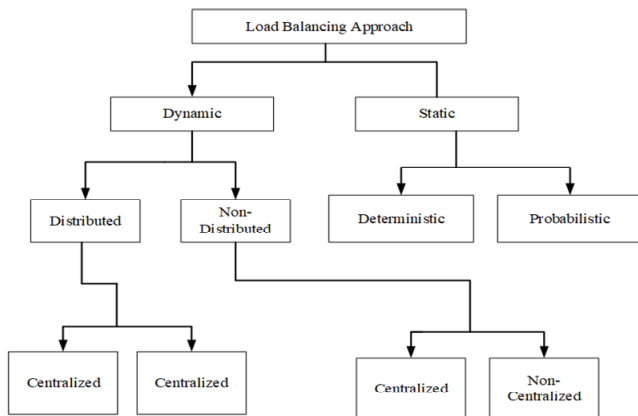 Load Balancing Approach
Dynamic
Static
Distributed
Non-
Distributed
Deterministic
Probabilistic
Centralized
Centralized
Centralized
Non-
Centralized